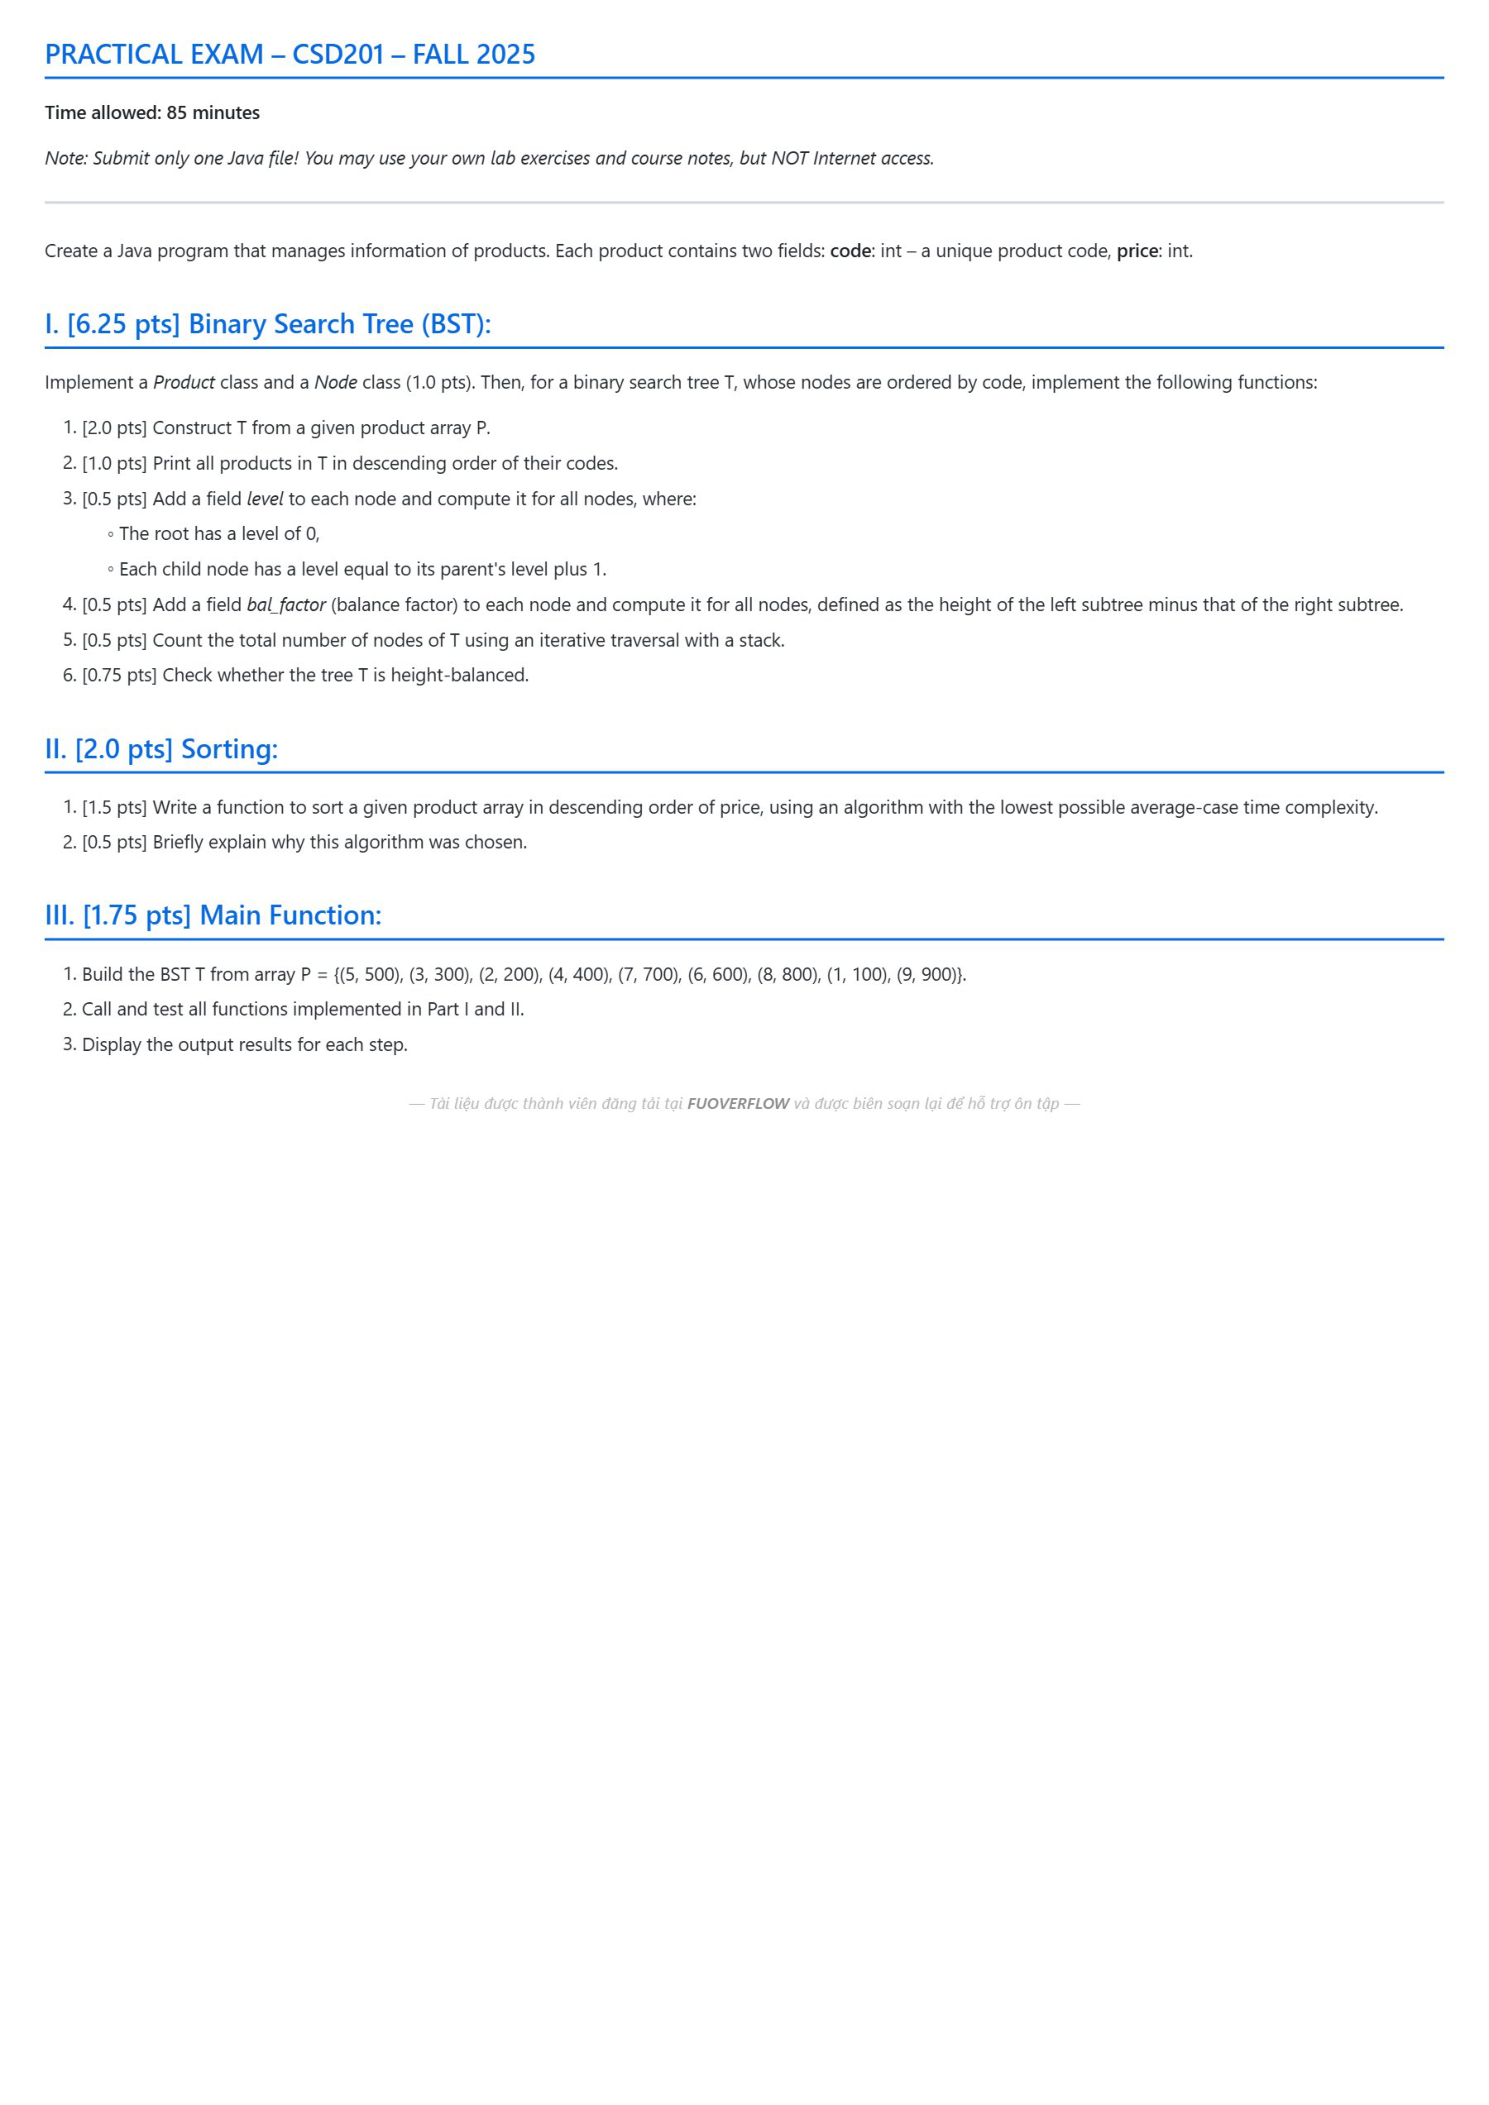 PRACTICAL EXAM – CSD201 – FALL 2025
Time allowed: 85 minutes
Note: Submit only one Java file! You may use your own lab exercises and course notes, but NOT Internet access.
Create a Java program that manages information of products. Each product contains two fields: code: int – a unique product code, price: int.
I. [6.25 pts] Binary Search Tree (BST):
Implement a Product class and a Node class (1.0 pts). Then, for a binary search tree T, whose nodes are ordered by code, implement the following functions:
1. [2.0 pts] Construct T from a given product array P.
2. [1.0 pts] Print all products in T in descending order of their codes.
3. [0.5 pts] Add a field level to each node and compute it for all nodes, where:
◦ The root has a level of 0,
◦ Each child node has a level equal to its parent's level plus 1.
4. [0.5 pts] Add a field bal_factor (balance factor) to each node and compute it for all nodes, defined as the height of the left subtree minus that of the right subtree.
5. [0.5 pts] Count the total number of nodes of T using an iterative traversal with a stack.
6. [0.75 pts] Check whether the tree T is height-balanced.
II. [2.0 pts] Sorting:
1. [1.5 pts] Write a function to sort a given product array in descending order of price, using an algorithm with the lowest possible average-case time complexity.
2. [0.5 pts] Briefly explain why this algorithm was chosen.
III. [1.75 pts] Main Function:
1. Build the BST T from array P = {(5, 500), (3, 300), (2, 200), (4, 400), (7, 700), (6, 600), (8, 800), (1, 100), (9, 900)}.
2. Call and test all functions implemented in Part I and II.
3. Display the output results for each step.
— Tài liệu được thành viên đăng tải tại FUOVERFLOW và được biên soạn lại để hỗ trợ ôn tập —